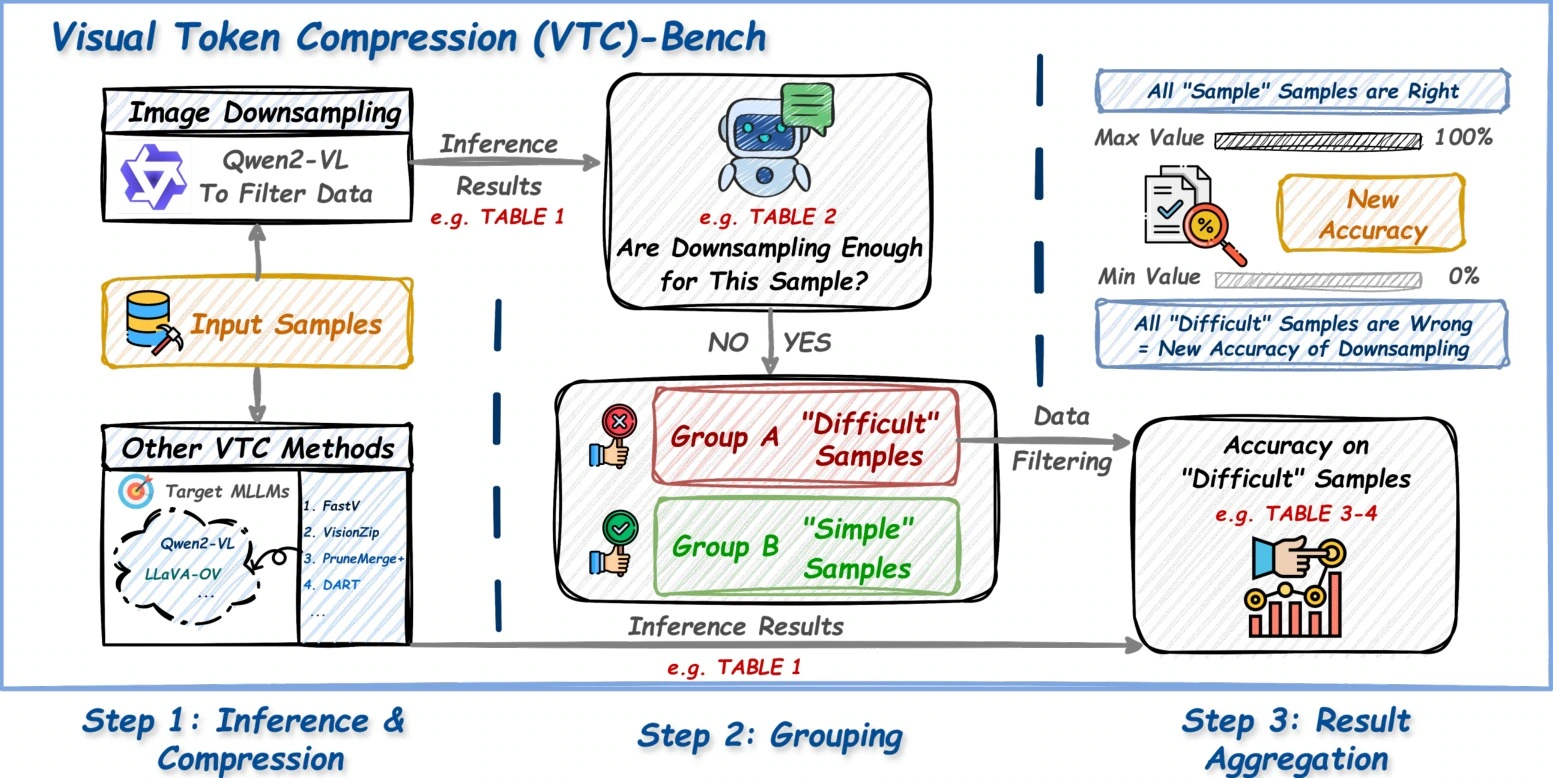 Visual Token Compression (VTC)-Bench
Image Downsampling
Qwen2-VL
To Filter Data
Inference
Results
e.g. TABLE 1
Input Samples
Other VTC Methods
Target MLLMs
Qwen2-VL
LLaVA-OV
...
1. FastV
2. VisionZip
3. PruneMerge+
4. DART
...
e.g. TABLE 2
Are Downsampling Enough
for This Sample?
NO YES
Group A
"Difficult"
Samples
Group B
"Simple"
Samples
Inference Results
e.g. TABLE 1
Data
Filtering
All "Sample" Samples are Right
Max Value 100%
%
New
Accuracy
Min Value 0%
All "Difficult" Samples are Wrong
= New Accuracy of Downsampling
Accuracy on
"Difficult" Samples
e.g. TABLE 3-4
Step 1: Inference &
Compression
Step 2: Grouping
Step 3: Result
Aggregation